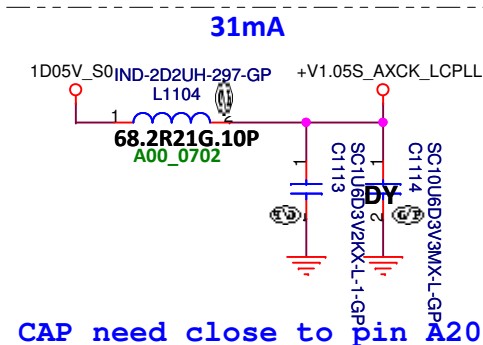 31mA
1D05V_S0
IND-2D2UH-297-GP
+V1.05S_AXCK_LCPLL
L1104
1
2
68.2R21G.10P
A00_0702
1
C1113
SC1U6D3V2KX-L-1-GP
1
2
C1114
SC10U6D3V3MX-L-GP
DY
CAP need close to pin A20